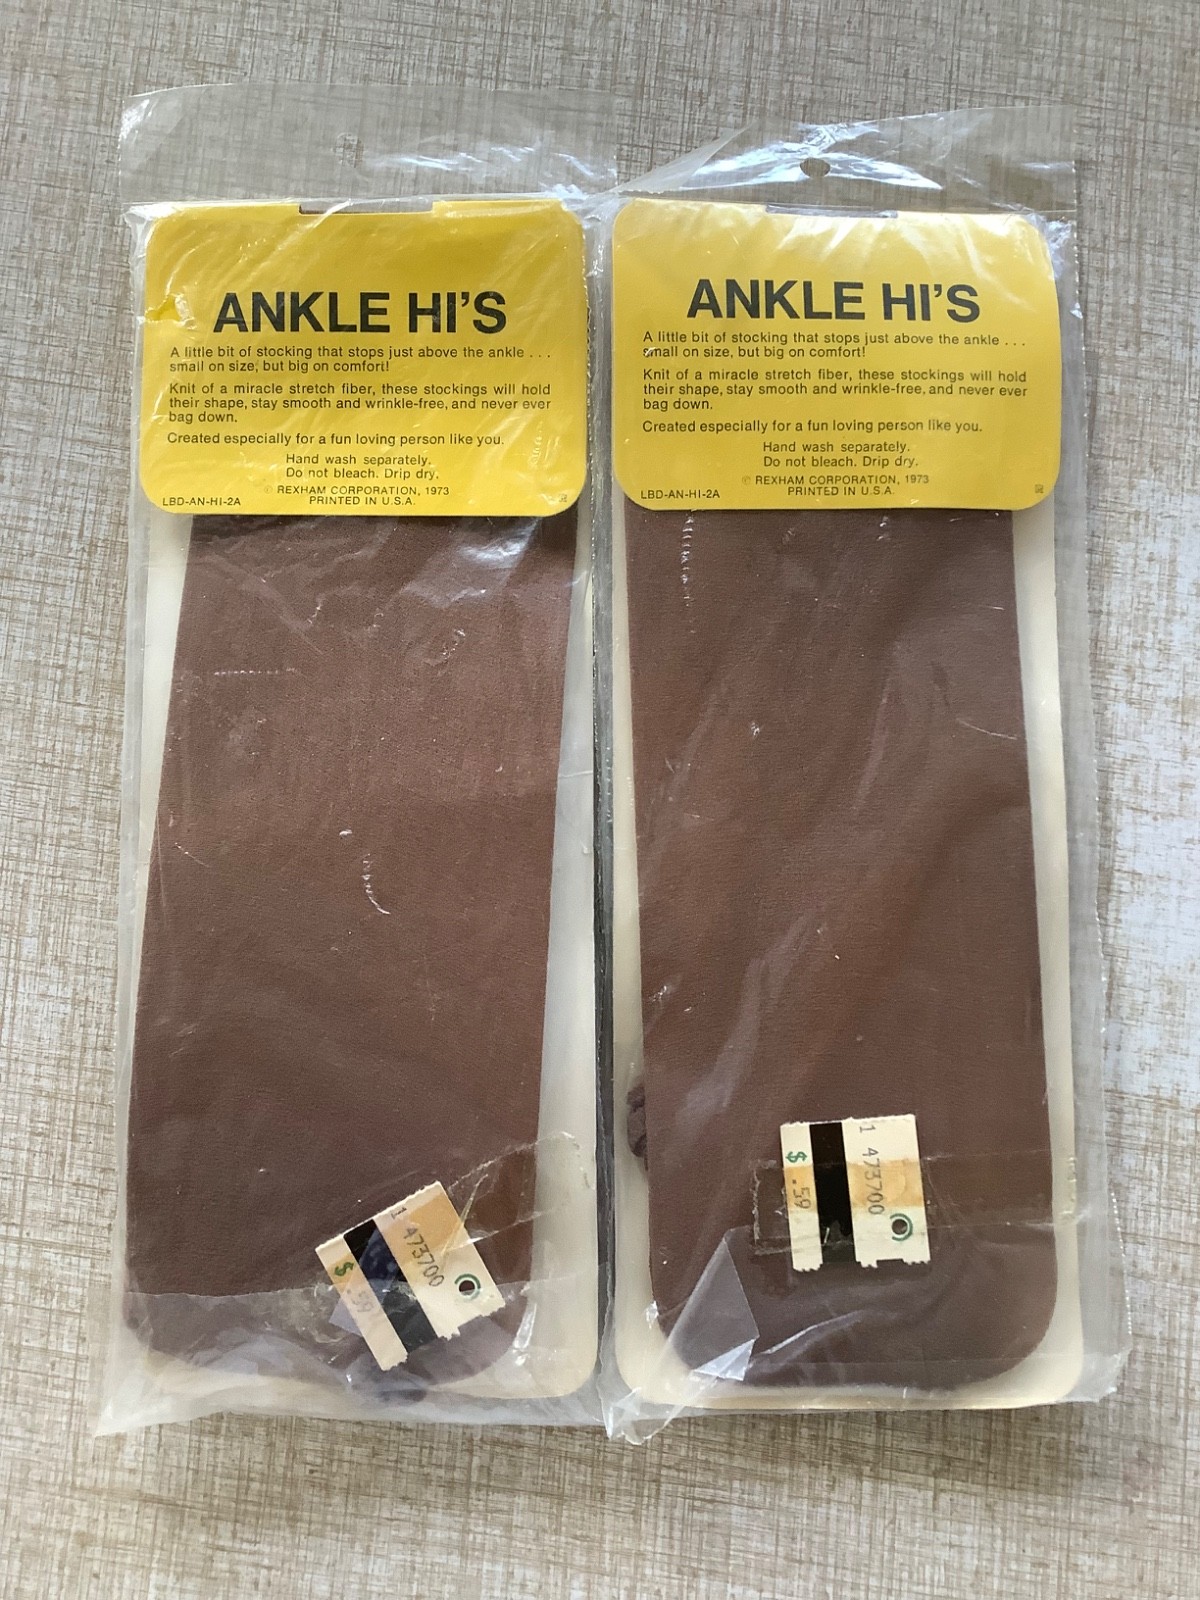 ANKLE HI'S
A little bit of stocking that stops just above the ankle . . .
small on size, but big on comfort!
Knit of a miracle stretch fiber, these stockings will hold
their shape, stay smooth and wrinkle-free, and never ever
bag down.
Created especially for a fun loving person like you.
Hand wash separately.
Do not bleach. Drip dry.
© REXHAM CORPORATION, 1973
LBD-AN-HI-2A
PRINTED IN U.S.A.
1 473700
$ .59
ANKLE HI'S
A little bit of stocking that stops just above the ankle . . .
small on size, but big on comfort!
Knit of a miracle stretch fiber, these stockings will hold
their shape, stay smooth and wrinkle-free, and never ever
bag down.
Created especially for a fun loving person like you.
Hand wash separately.
Do not bleach. Drip dry.
© REXHAM CORPORATION, 1973
LBD-AN-HI-2A
PRINTED IN U.S.A.
1 473700
$ .59